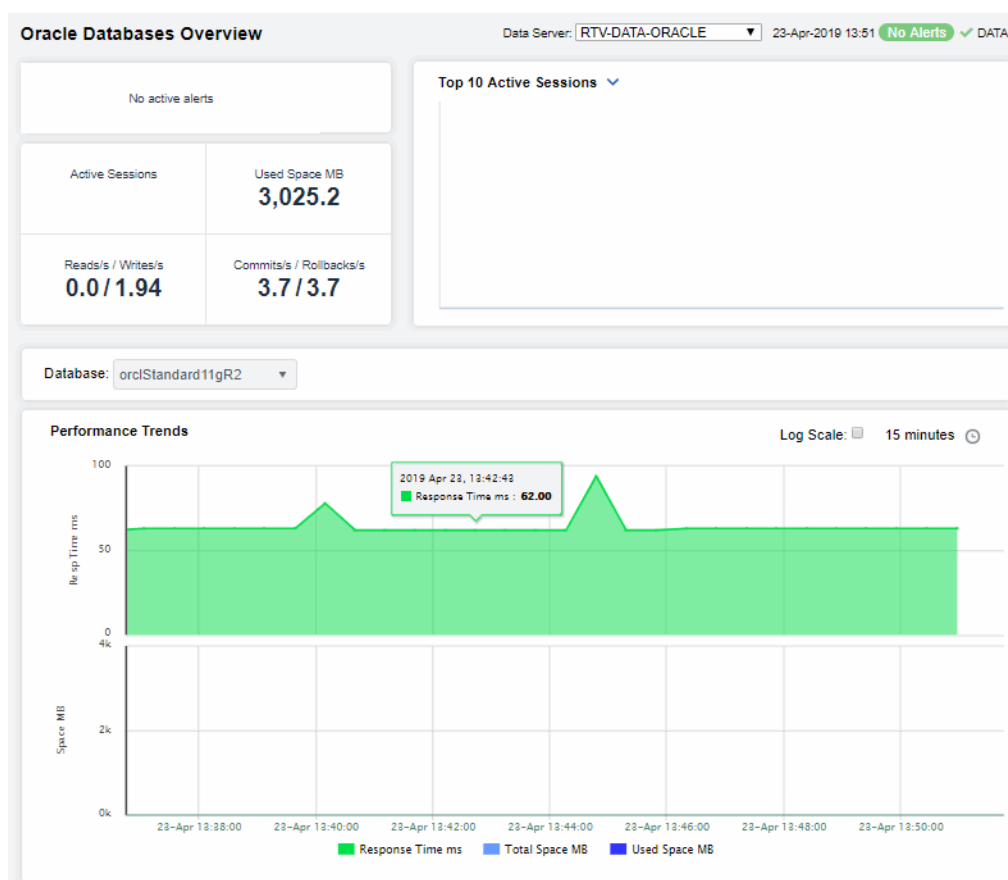 Oracle Databases Overview
Data Server: RTV-DATA-ORACLE 23-Apr-2019 13:51 No Alerts DATA
No active alerts
Top 10 Active Sessions
Active Sessions
Used Space MB
3,025.2
Reads/s / Writes/s
0.0 / 1.94
Commits/s / Rollbacks/s
3.7 / 3.7
Database: orclStandard11gR2
Performance Trends
Log Scale: 15 minutes
100
2019 Apr 23, 13:42:43
Response Time ms : 62.00
Resp Time ms
50
0
4k
Space MB
2k
0k
23-Apr 13:38:00 23-Apr 13:40:00 23-Apr 13:42:00 23-Apr 13:44:00 23-Apr 13:46:00 23-Apr 13:48:00 23-Apr 13:50:00
Response Time ms Total Space MB Used Space MB